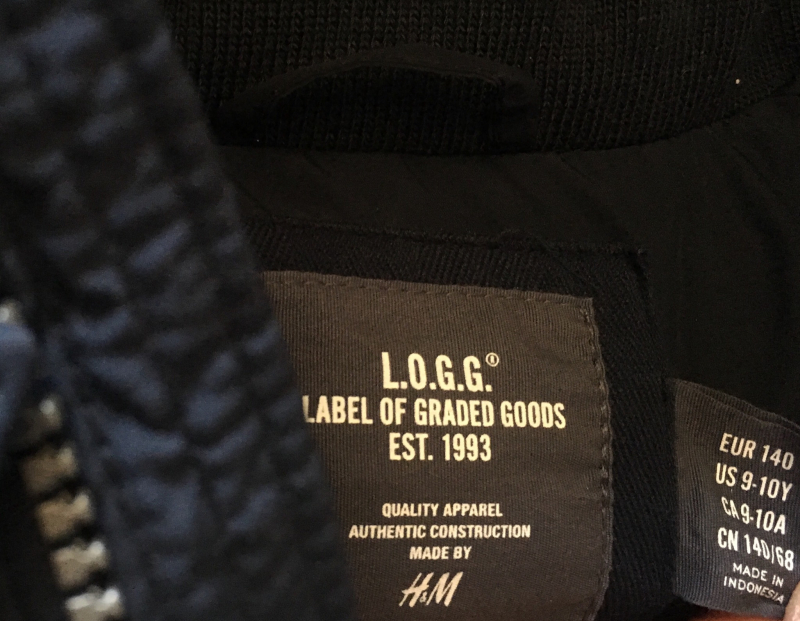 L.O.G.G.®
LABEL OF GRADED GOODS
EST. 1993
QUALITY APPAREL
AUTHENTIC CONSTRUCTION
MADE BY
H&M
EUR 140
US 9-10Y
CA 9-10A
CN 140/68
MADE IN
INDONESIA